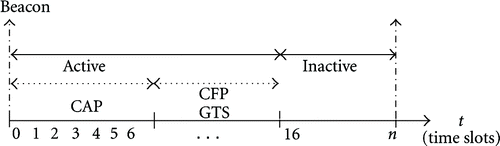 Beacon
Active
Inactive
CAP
CFP
GTS
t
0 1 2 3 4 5 6 ... 16 n (time slots)